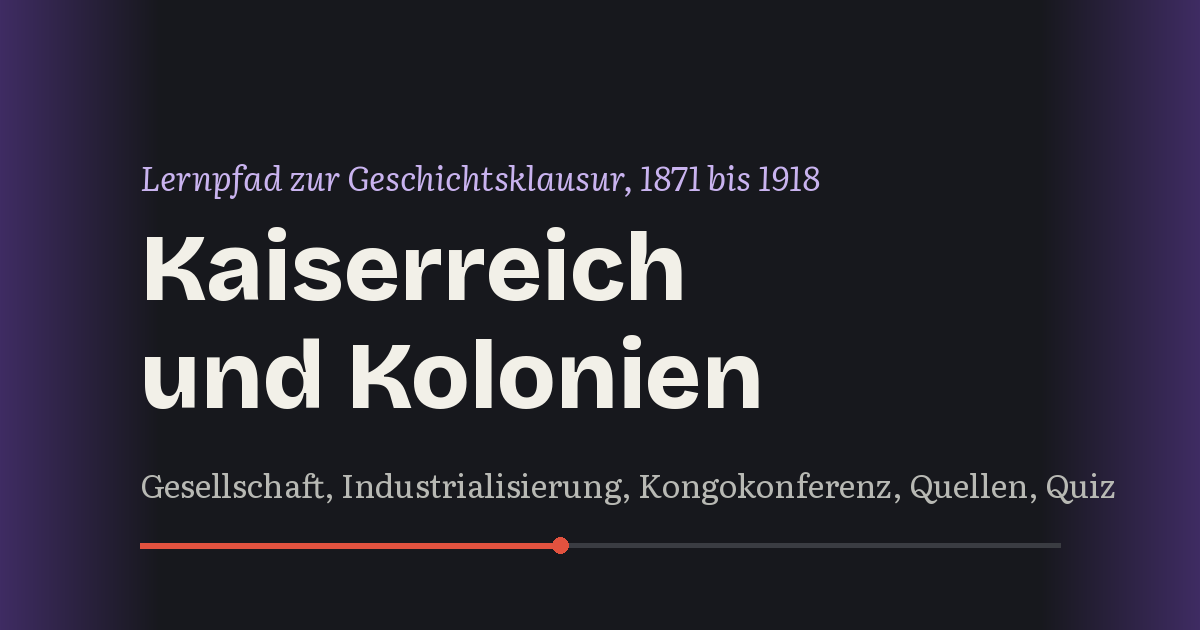 Lernpfad zur Geschichtsklausur, 1871 bis 1918
Kaiserreich
und Kolonien
Gesellschaft, Industrialisierung, Kongokonferenz, Quellen, Quiz